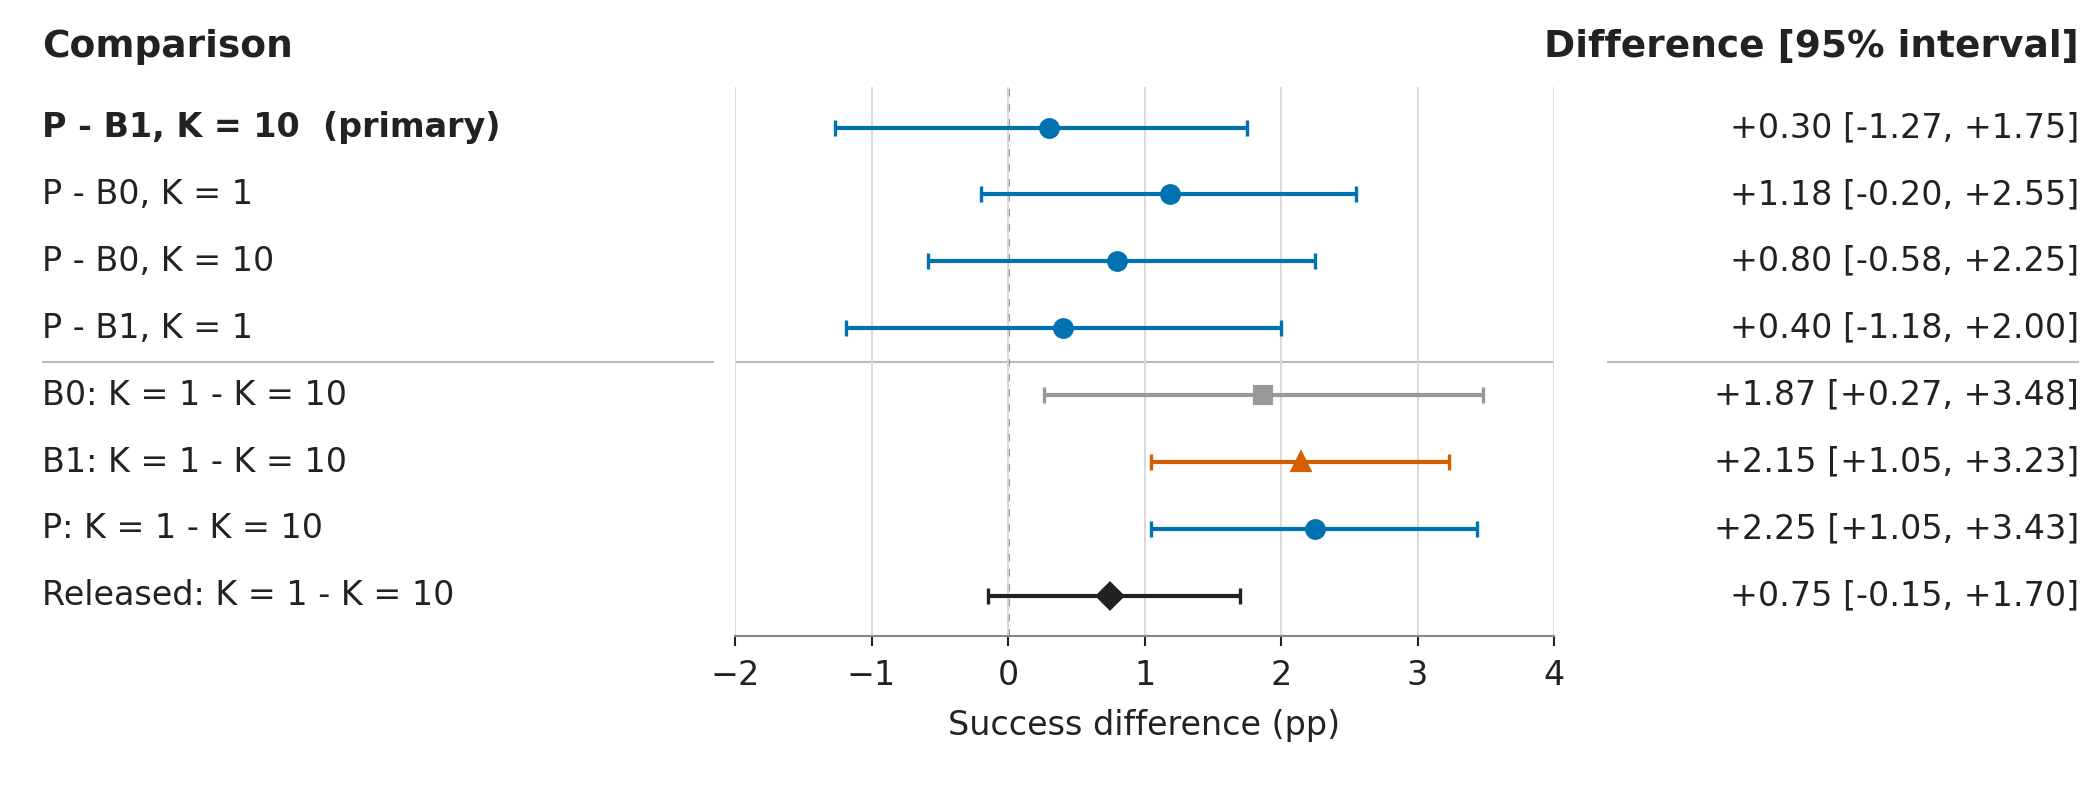 Comparison Difference [95% interval]
P - B1, K = 10 (primary) +0.30 [-1.27, +1.75]
P - B0, K = 1 +1.18 [-0.20, +2.55]
P - B0, K = 10 +0.80 [-0.58, +2.25]
P - B1, K = 1 +0.40 [-1.18, +2.00]
B0: K = 1 - K = 10 +1.87 [+0.27, +3.48]
B1: K = 1 - K = 10 +2.15 [+1.05, +3.23]
P: K = 1 - K = 10 +2.25 [+1.05, +3.43]
Released: K = 1 - K = 10 +0.75 [-0.15, +1.70]
−2 −1 0 1 2 3 4
Success difference (pp)